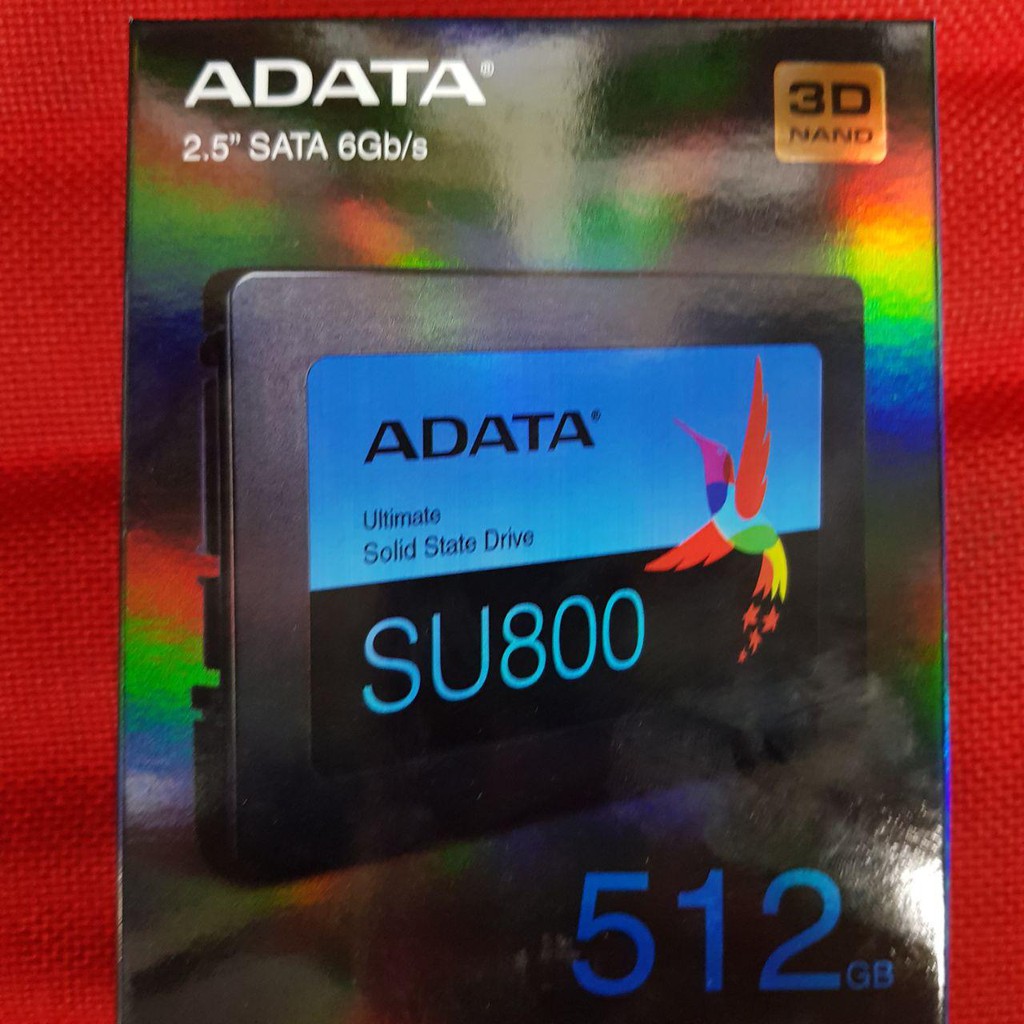 ADATA®
2.5” SATA 6Gb/s
3D
NAND
ADATA®
Ultimate
Solid State Drive
SU800
512GB